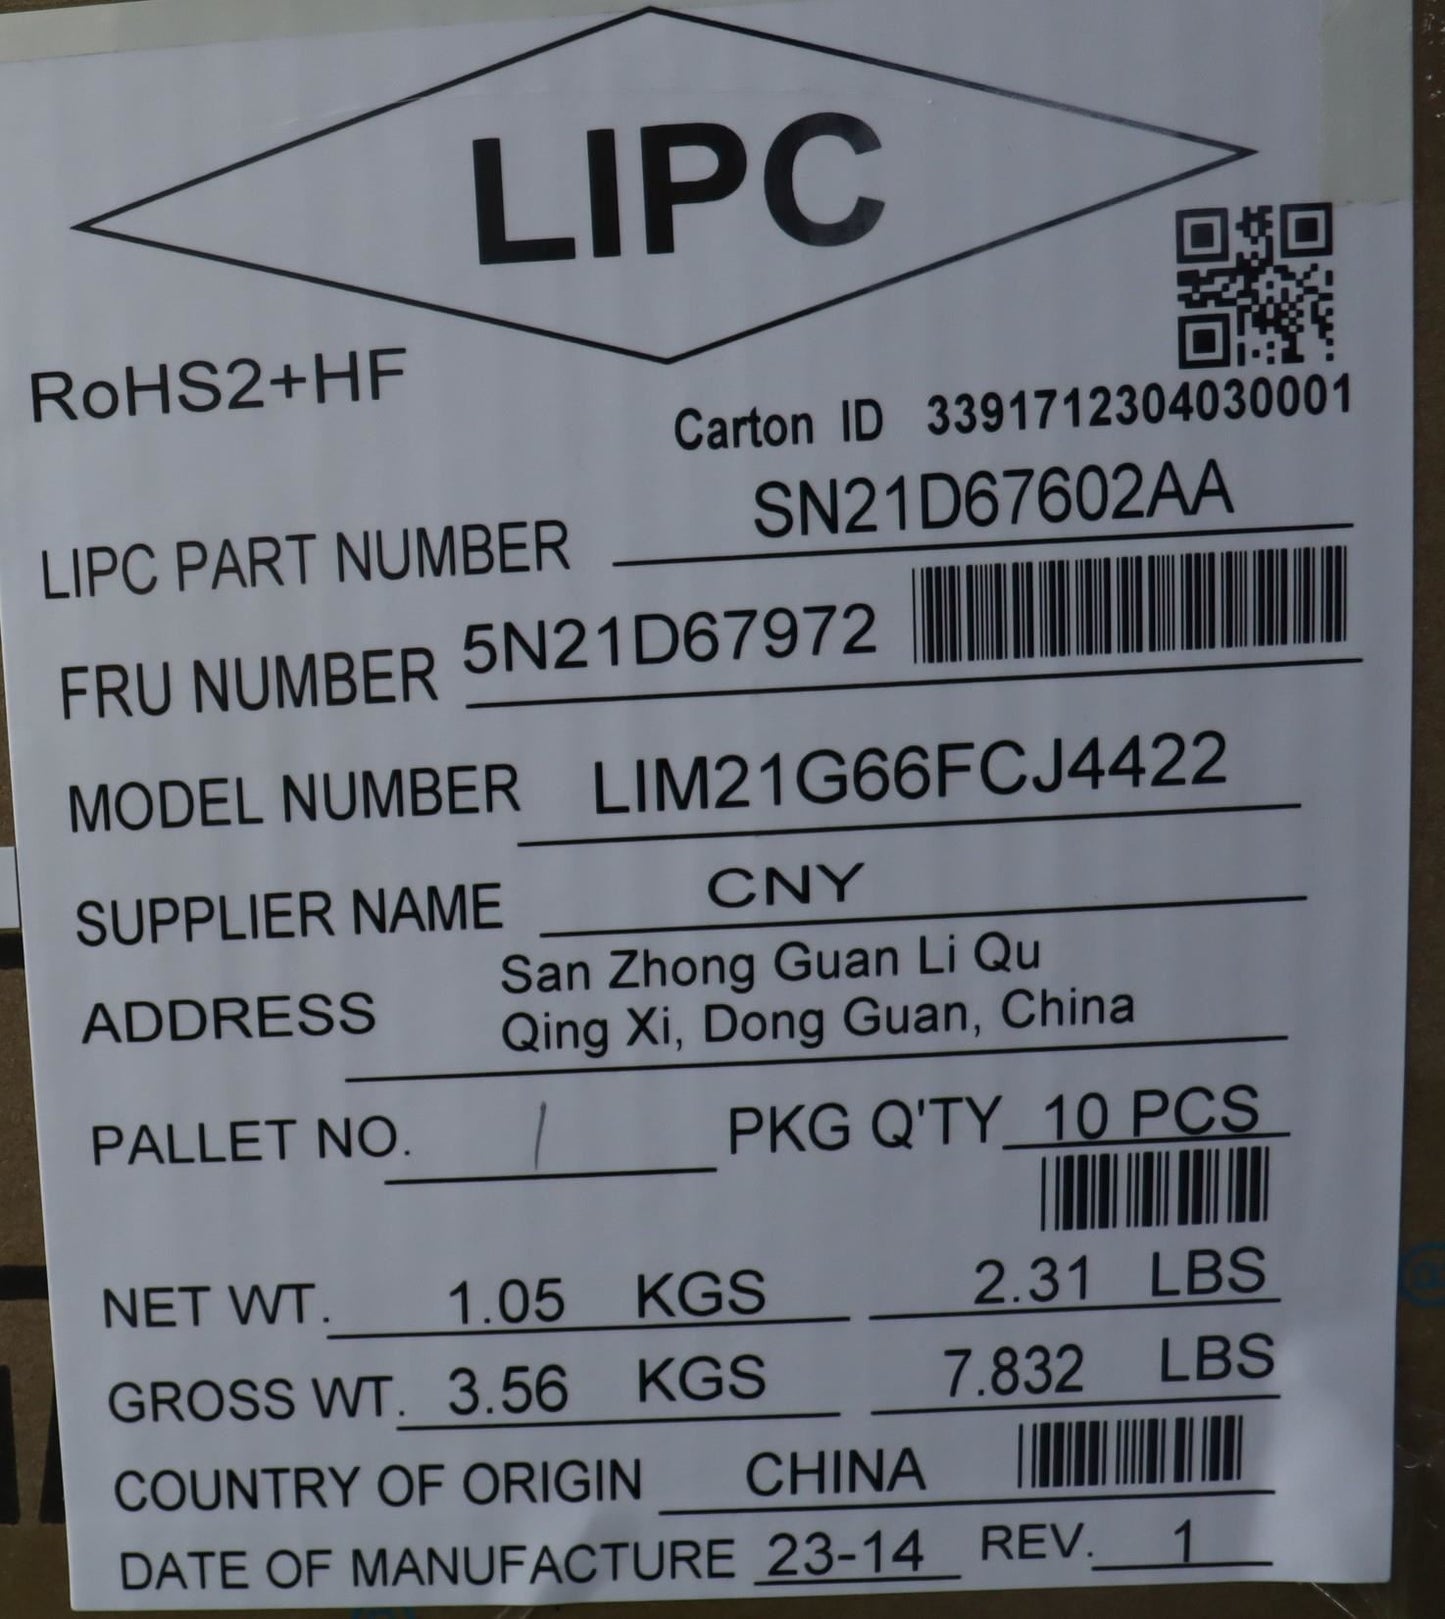 LIPC
RoHS2+HF
Carton ID 3391712304030001
LIPC PART NUMBER SN21D67602AA
FRU NUMBER 5N21D67972
MODEL NUMBER LIM21G66FCJ4422
SUPPLIER NAME CNY
ADDRESS San Zhong Guan Li Qu
Qing Xi, Dong Guan, China
PALLET NO. 1 PKG Q'TY 10 PCS
NET WT. 1.05 KGS 2.31 LBS
GROSS WT. 3.56 KGS 7.832 LBS
COUNTRY OF ORIGIN CHINA
DATE OF MANUFACTURE 23-14 REV. 1